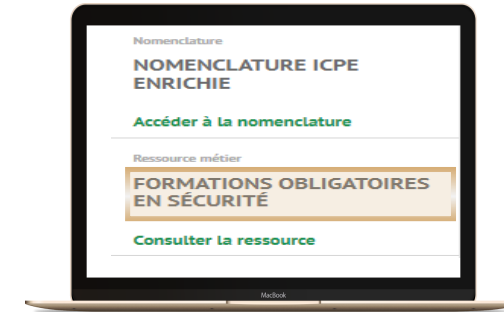 Nomenclature
NOMENCLATURE ICPE
ENRICHIE
Accéder à la nomenclature
Ressource métier
FORMATIONS OBLIGATOIRES
EN SÉCURITÉ
Consulter la ressource
MacBook